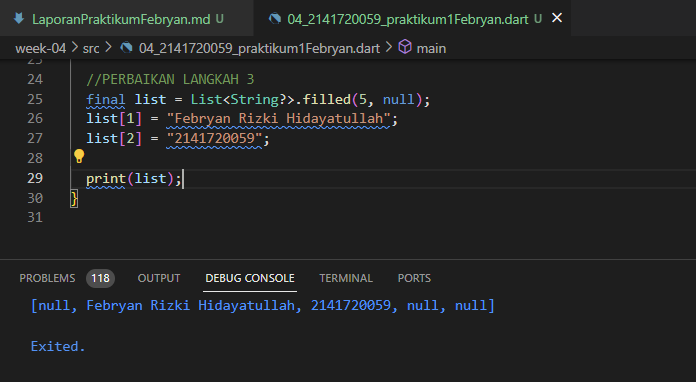 LaporanPraktikumFebryan.md U
04_2141720059_praktikum1Febryan.dart U
week-04 > src > 04_2141720059_praktikum1Febryan.dart > main
24 //PERBAIKAN LANGKAH 3
25 final list = List<String?>.filled(5, null);
26 list[1] = "Febryan Rizki Hidayatullah";
27 list[2] = "2141720059";
28
29 print(list);
30 }
31
PROBLEMS 118 OUTPUT DEBUG CONSOLE TERMINAL PORTS
[null, Febryan Rizki Hidayatullah, 2141720059, null, null]
Exited.